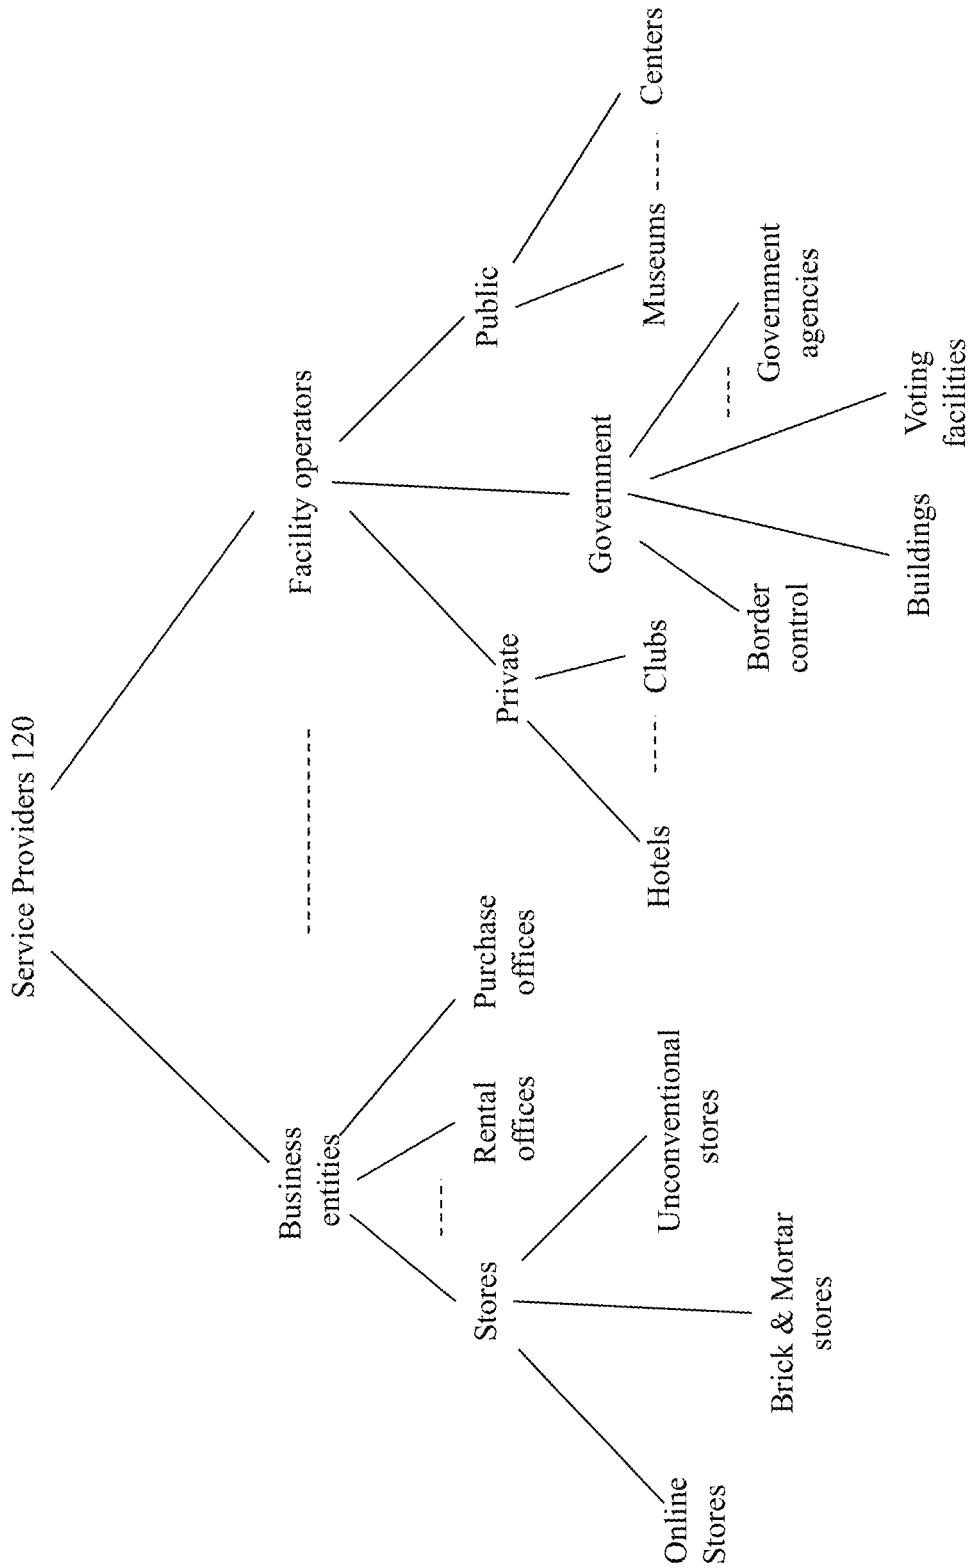 Service Providers 120
Business
entities
Facility operators
Stores
Rental
offices
Purchase
offices
Private
Government
Public
Online
Stores
Brick & Mortar
stores
Unconventional
stores
Hotels
Clubs
Border
control
Buildings
Voting
facilities
Government
agencies
Museums
Centers